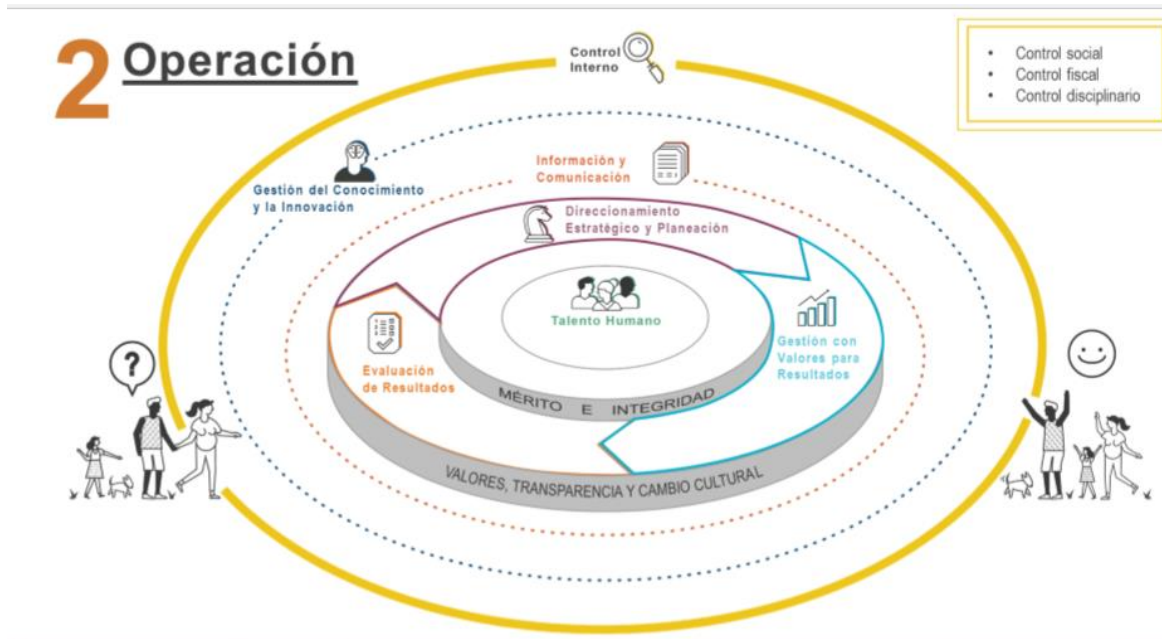 2 Operación
Control
Interno
• Control social
• Control fiscal
• Control disciplinario
Gestión del Conocimiento
y la Innovación
Información y
Comunicación
Direccionamiento
Estratégico y Planeación
Talento Humano
Evaluación
de Resultados
Gestión con
Valores para
Resultados
MÉRITO E INTEGRIDAD
VALORES, TRANSPARENCIA Y CAMBIO CULTURAL
?